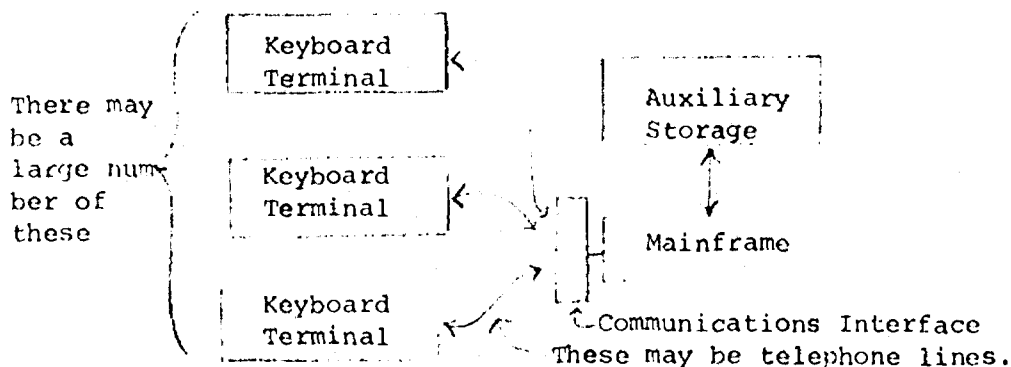 Keyboard
Terminal
There may
be a
large num-
ber of
these
Keyboard
Terminal
Keyboard
Terminal
Auxiliary
Storage
Mainframe
Communications Interface
These may be telephone lines.